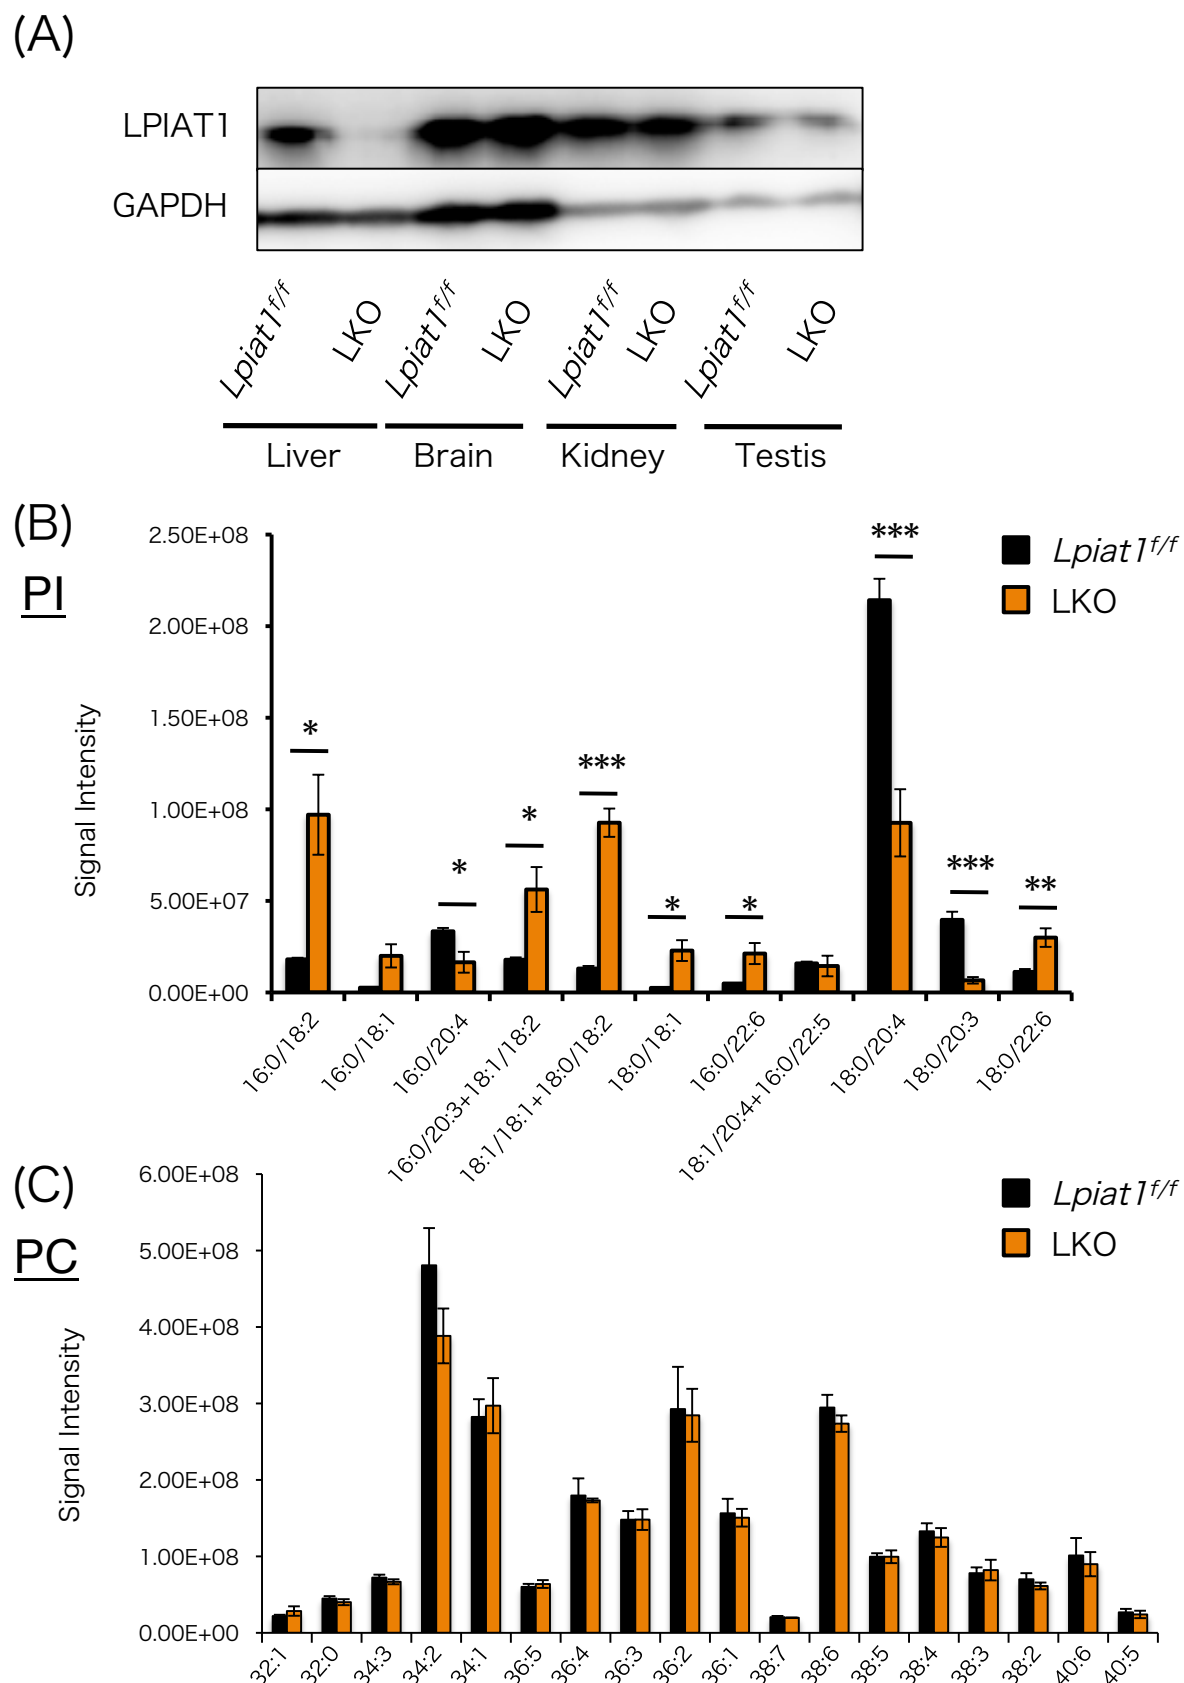 (A)
LPIAT1
GAPDH
Lpiat1f/f
LKO
Lpiat1f/f
LKO
Lpiat1f/f
LKO
Lpiat1f/f
LKO
Liver
Brain
Kidney
Testis
(B)
PI
Signal Intensity
2.50E+08
2.00E+08
1.50E+08
1.00E+08
5.00E+07
0.00E+00
*
*
*
***
*
*
***
***
**
Lpiat1f/f
LKO
16:0/18:2
16:0/18:1
16:0/20:4
16:0/20:3+18:1/18:2
18:1/18:1+18:0/18:2
18:0/18:1
16:0/22:6
18:1/20:4+16:0/22:5
18:0/20:4
18:0/20:3
18:0/22:6
(C)
PC
Signal Intensity
6.00E+08
5.00E+08
4.00E+08
3.00E+08
2.00E+08
1.00E+08
0.00E+00
Lpiat1f/f
LKO
32:1
32:0
34:3
34:2
34:1
36:5
36:4
36:3
36:2
36:1
38:7
38:6
38:5
38:4
38:3
38:2
40:6
40:5